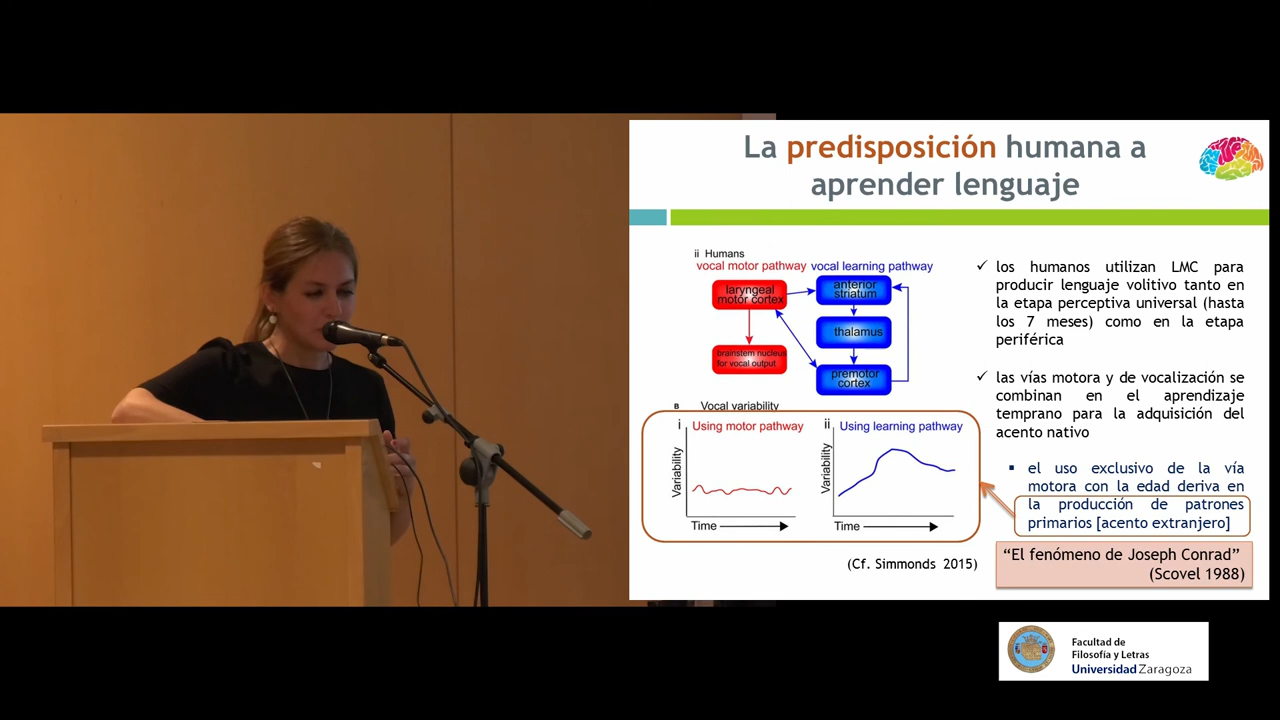 La predisposición humana a
aprender lenguaje
ii Humans
vocal motor pathway vocal learning pathway
laryngeal
motor cortex
anterior
striatum
thalamus
brainstem nucleus
for vocal output
premotor
cortex
B Vocal variability
i Using motor pathway
Variability
Time
ii Using learning pathway
Variability
Time
(Cf. Simmonds 2015)
✓ los humanos utilizan LMC para
producir lenguaje volitivo tanto en
la etapa perceptiva universal (hasta
los 7 meses) como en la etapa
periférica
✓ las vías motora y de vocalización se
combinan en el aprendizaje
temprano para la adquisición del
acento nativo
▪ el uso exclusivo de la vía
motora con la edad deriva en
la producción de patrones
primarios [acento extranjero]
“El fenómeno de Joseph Conrad”
(Scovel 1988)
Facultad de
Filosofía y Letras
Universidad Zaragoza